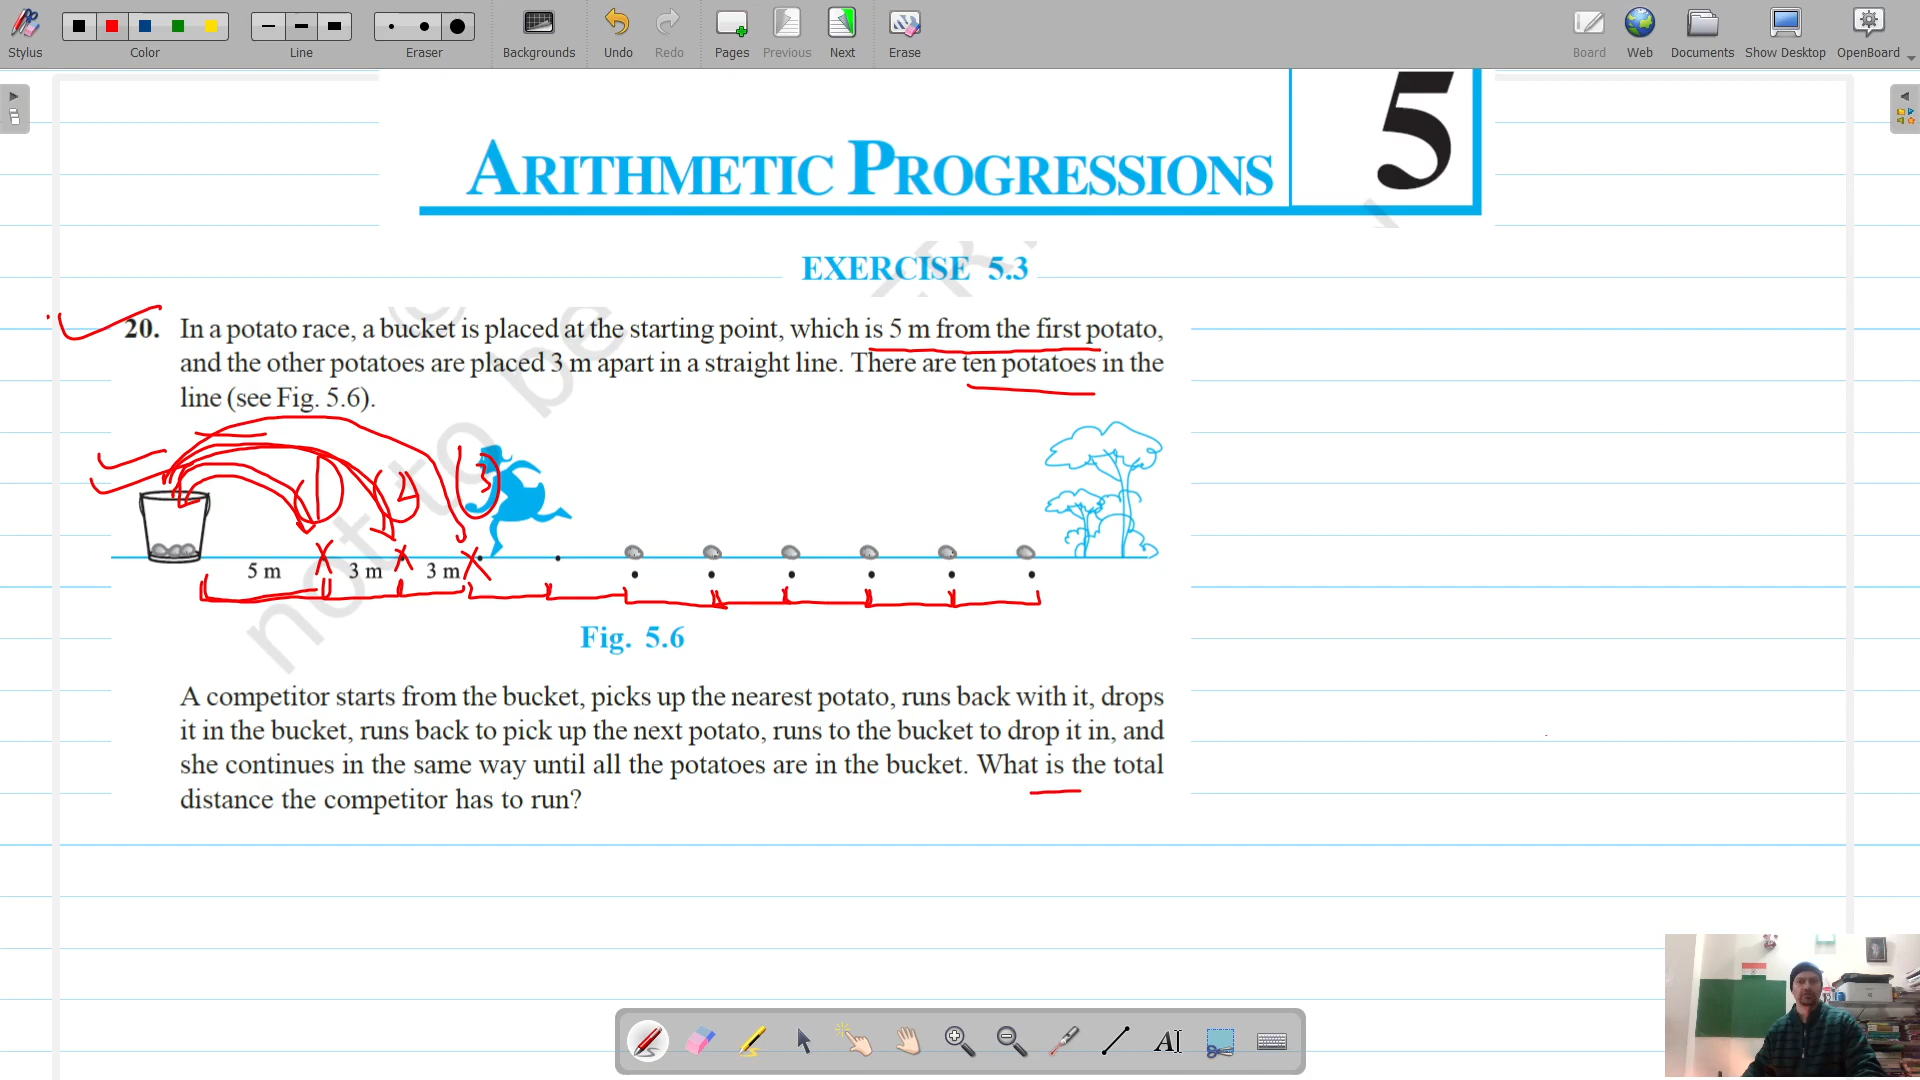 Stylus Color Line Eraser Backgrounds Undo Redo Pages Previous Next Erase Board Web Documents Show Desktop OpenBoard
5
ARITHMETIC PROGRESSIONS
EXERCISE 5.3
20. In a potato race, a bucket is placed at the starting point, which is 5 m from the first potato,
and the other potatoes are placed 3 m apart in a straight line. There are ten potatoes in the
line (see Fig. 5.6).
5 m 3 m 3 m
Fig. 5.6
A competitor starts from the bucket, picks up the nearest potato, runs back with it, drops
it in the bucket, runs back to pick up the next potato, runs to the bucket to drop it in, and
she continues in the same way until all the potatoes are in the bucket. What is the total
distance the competitor has to run?
not to be